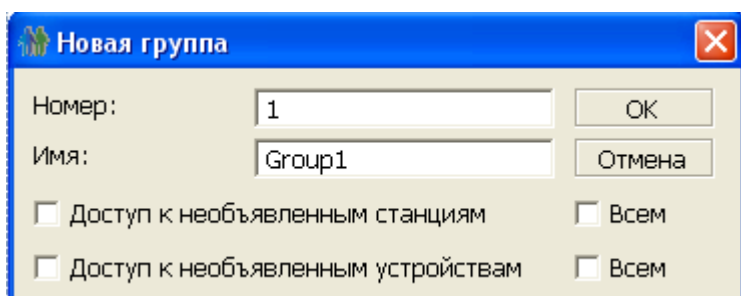 Новая группа
Номер: 1 OK
Имя: Group1 Отмена
Доступ к необъявленным станциям Всем
Доступ к необъявленным устройствам Всем